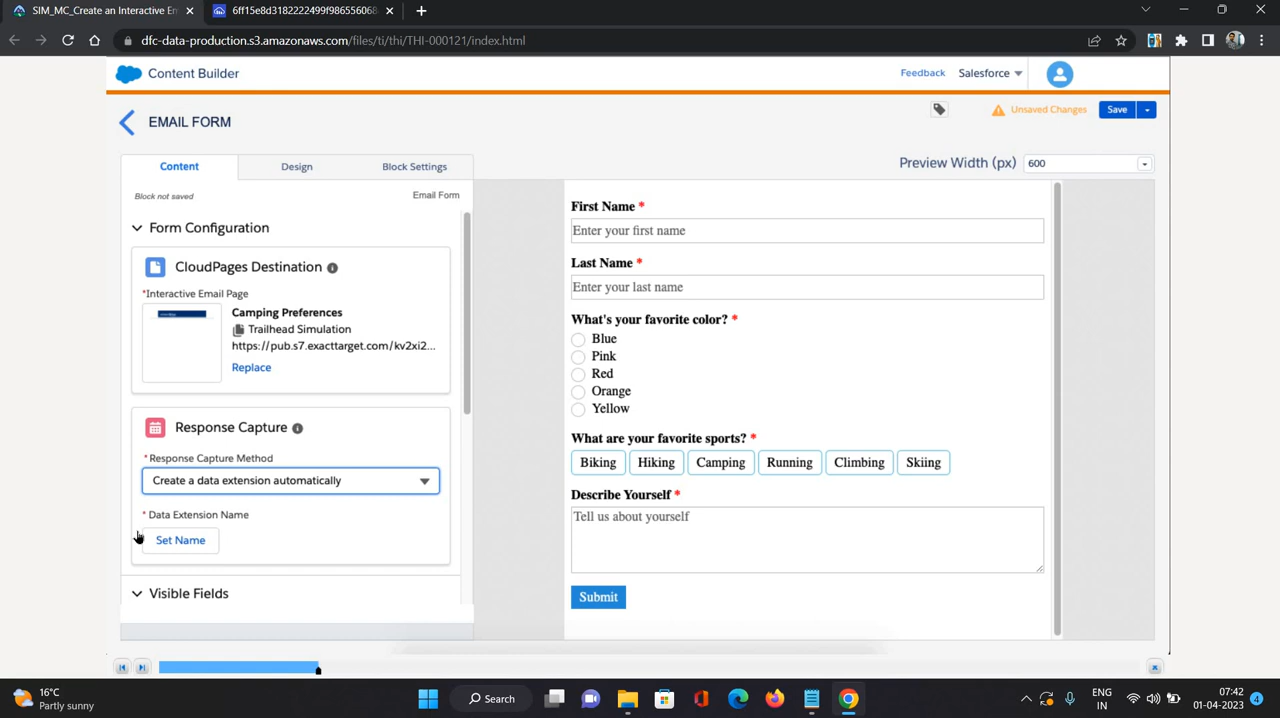 SIM_MC_Create an Interactive Em
6ff15e8d3182222499f986556068
dfc-data-production.s3.amazonaws.com/files/ti/thi/THI-000121/index.html
Content Builder
Feedback
Salesforce
EMAIL FORM
Unsaved Changes
Save
Content
Design
Block Settings
Preview Width (px)
600
Block not saved
Email Form
Form Configuration
CloudPages Destination
*Interactive Email Page
Camping Preferences
Trailhead Simulation
https://pub.s7.exacttarget.com/kv2xi2...
Replace
Response Capture
* Response Capture Method
Create a data extension automatically
* Data Extension Name
Set Name
Visible Fields
First Name *
Enter your first name
Last Name *
Enter your last name
What's your favorite color? *
Blue
Pink
Red
Orange
Yellow
What are your favorite sports? *
Biking
Hiking
Camping
Running
Climbing
Skiing
Describe Yourself *
Tell us about yourself
Submit
16°C
Partly sunny
Search
ENG
IN
07:42
01-04-2023
4